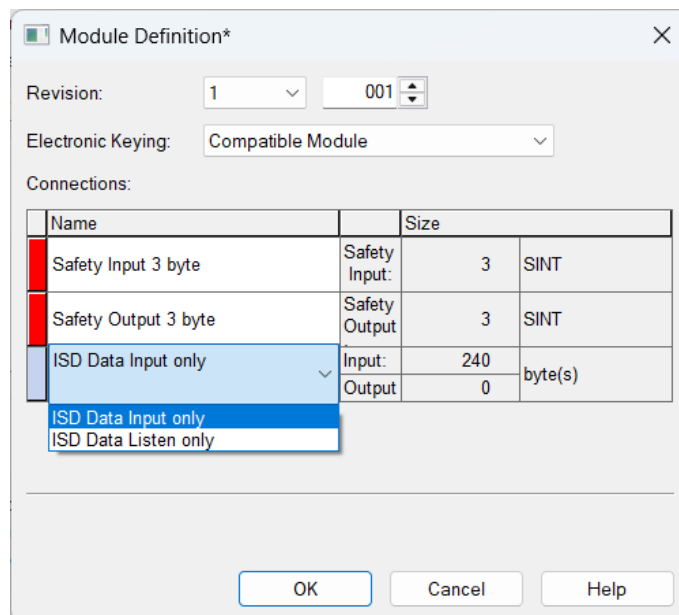 Module Definition*
Revision: 1 001
Electronic Keying: Compatible Module
Connections:
Name Size
Safety Input 3 byte Safety Input: 3 SINT
Safety Output 3 byte Safety Output 3 SINT
ISD Data Input only Input: 240 byte(s)
Output 0
ISD Data Input only
ISD Data Listen only
OK Cancel Help